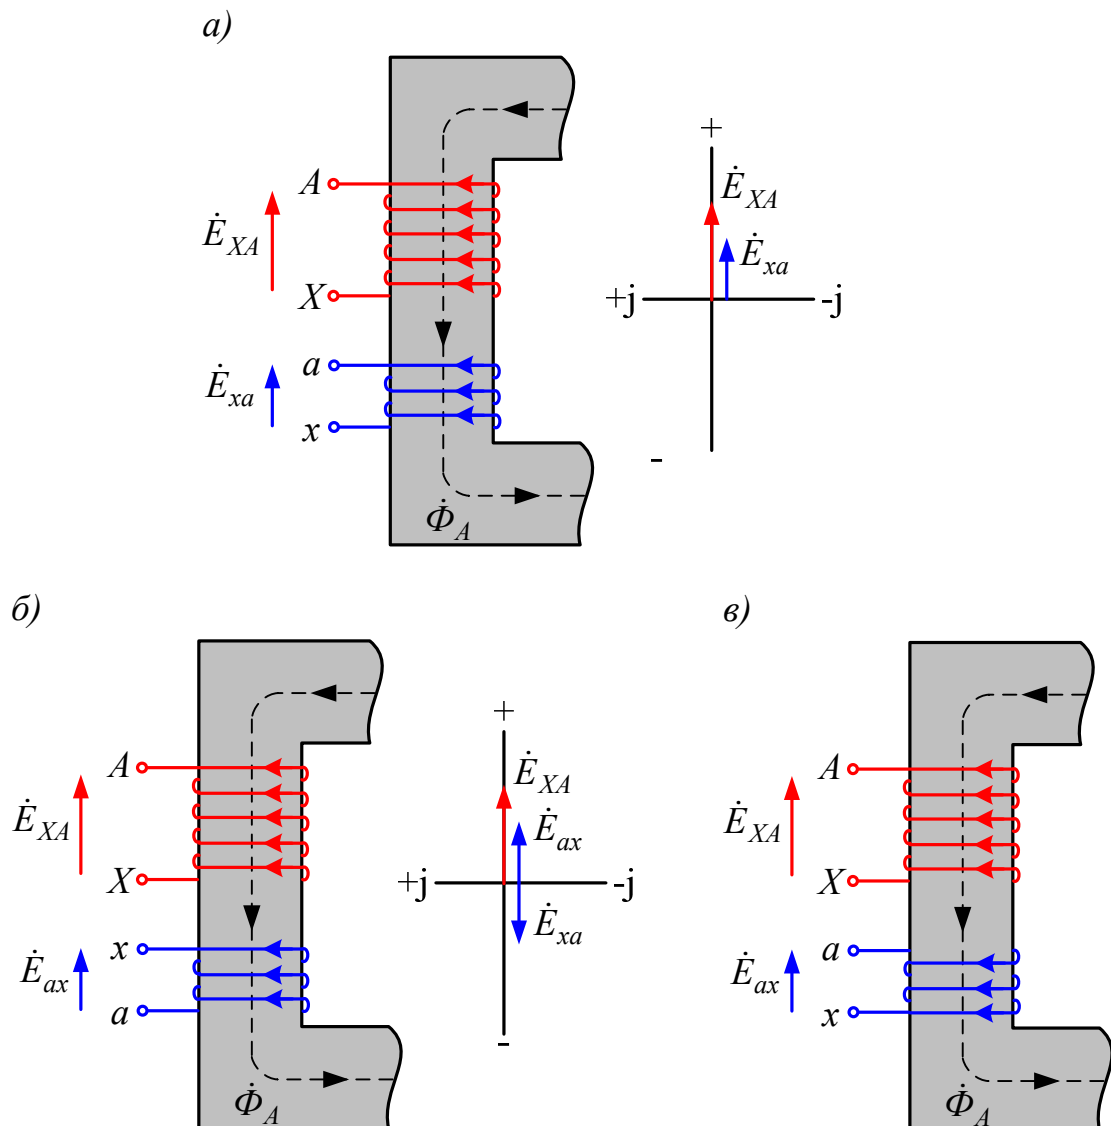 а)
A
Ė_XA
X
a
Ė_xa
x
Φ̇_A
+
Ė_XA
Ė_xa
+j
-j
-
б)
A
Ė_XA
X
x
Ė_ax
a
Φ̇_A
+
Ė_XA
Ė_ax
+j
-j
Ė_xa
-
в)
A
Ė_XA
X
a
Ė_ax
x
Φ̇_A